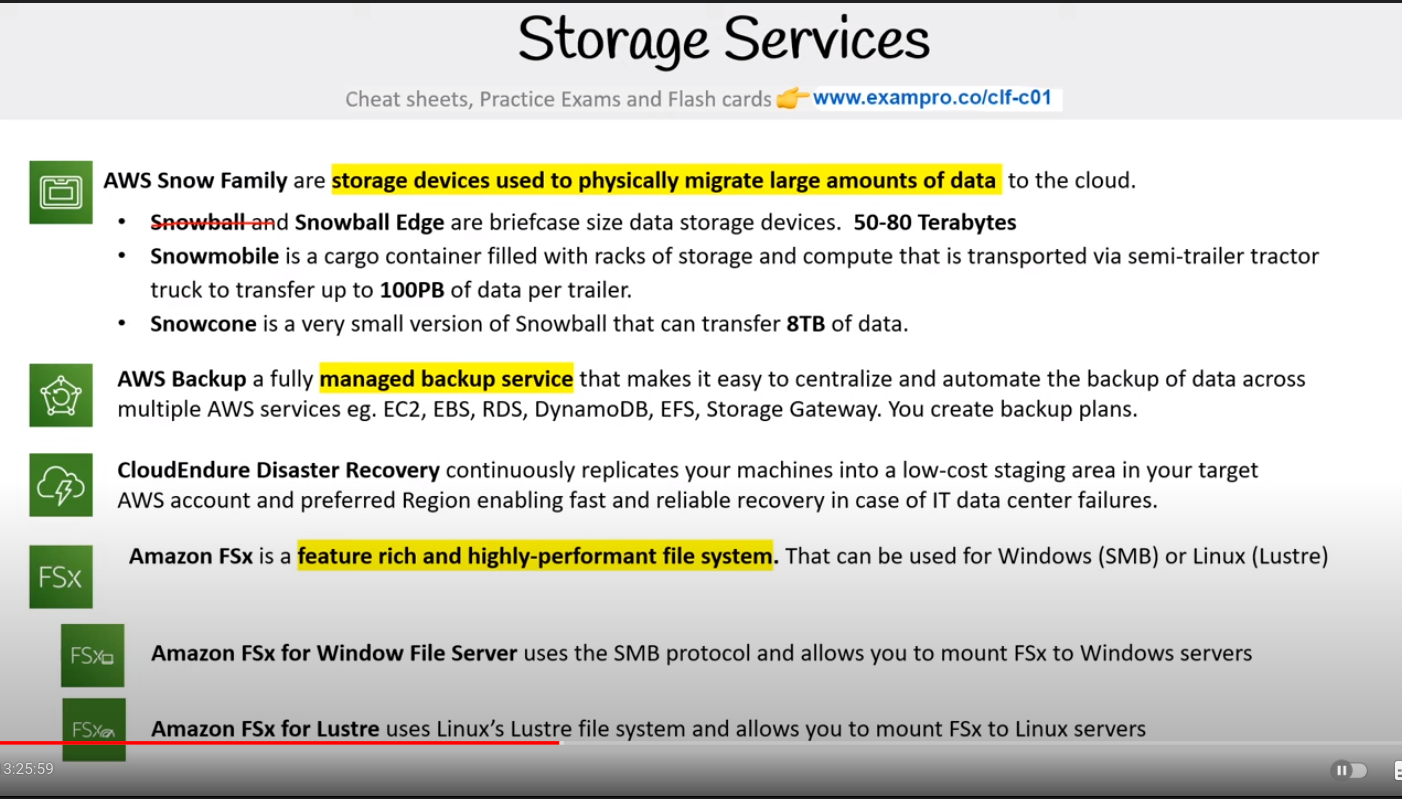 Storage Services
Cheat sheets, Practice Exams and Flash cards 👉 www.exampro.co/clf-c01
AWS Snow Family are storage devices used to physically migrate large amounts of data to the cloud.
• Snowball and Snowball Edge are briefcase size data storage devices. 50-80 Terabytes
• Snowmobile is a cargo container filled with racks of storage and compute that is transported via semi-trailer tractor
truck to transfer up to 100PB of data per trailer.
• Snowcone is a very small version of Snowball that can transfer 8TB of data.
AWS Backup a fully managed backup service that makes it easy to centralize and automate the backup of data across
multiple AWS services eg. EC2, EBS, RDS, DynamoDB, EFS, Storage Gateway. You create backup plans.
CloudEndure Disaster Recovery continuously replicates your machines into a low-cost staging area in your target
AWS account and preferred Region enabling fast and reliable recovery in case of IT data center failures.
FSx
Amazon FSx is a feature rich and highly-performant file system. That can be used for Windows (SMB) or Linux (Lustre)
FSx
Amazon FSx for Window File Server uses the SMB protocol and allows you to mount FSx to Windows servers
FSx
Amazon FSx for Lustre uses Linux’s Lustre file system and allows you to mount FSx to Linux servers
3:25:59